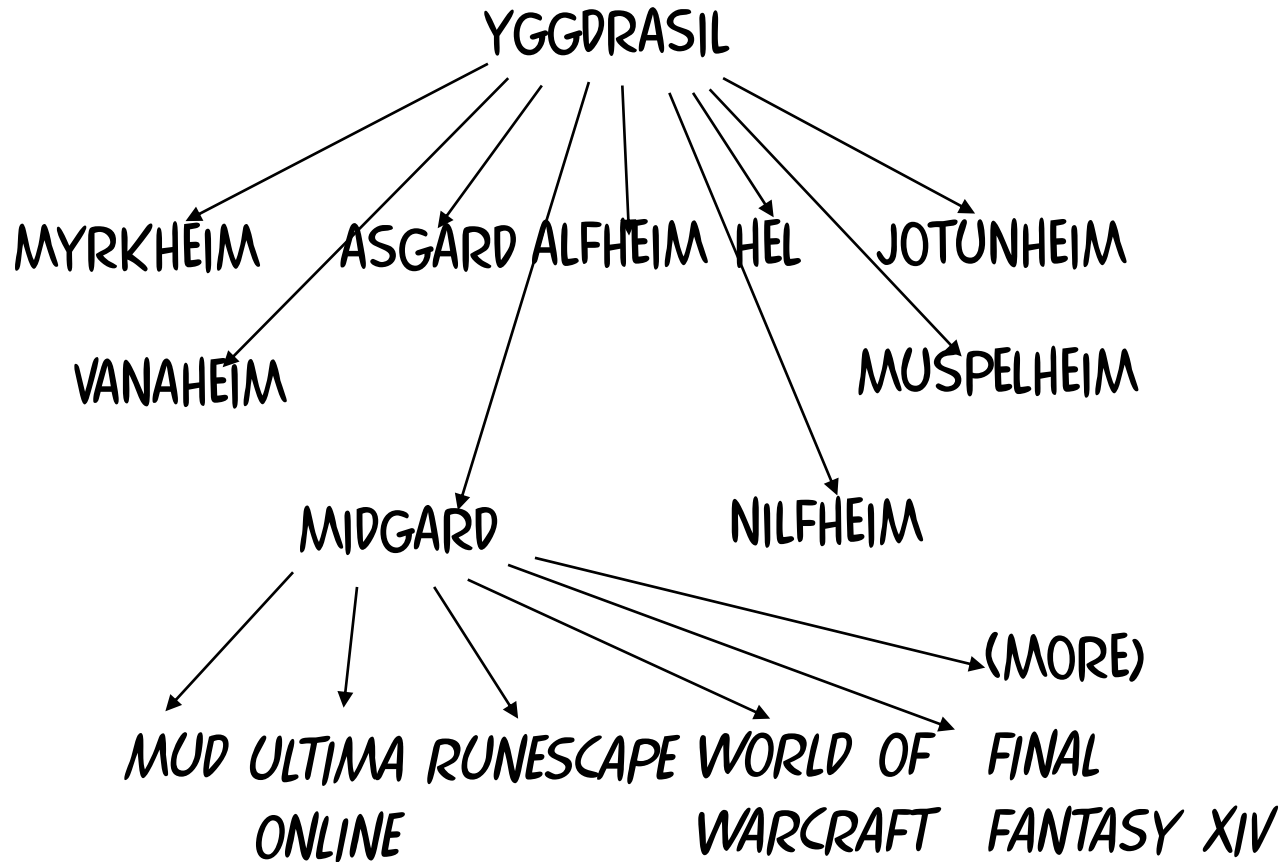 YGGDRASIL
MYRKHEIM
ASGARD
ALFHEIM
HEL
JOTUNHEIM
VANAHEIM
MUSPELHEIM
MIDGARD
NILFHEIM
(MORE)
MUD
ULTIMA
ONLINE
RUNESCAPE
WORLD OF
WARCRAFT
FINAL
FANTASY XIV